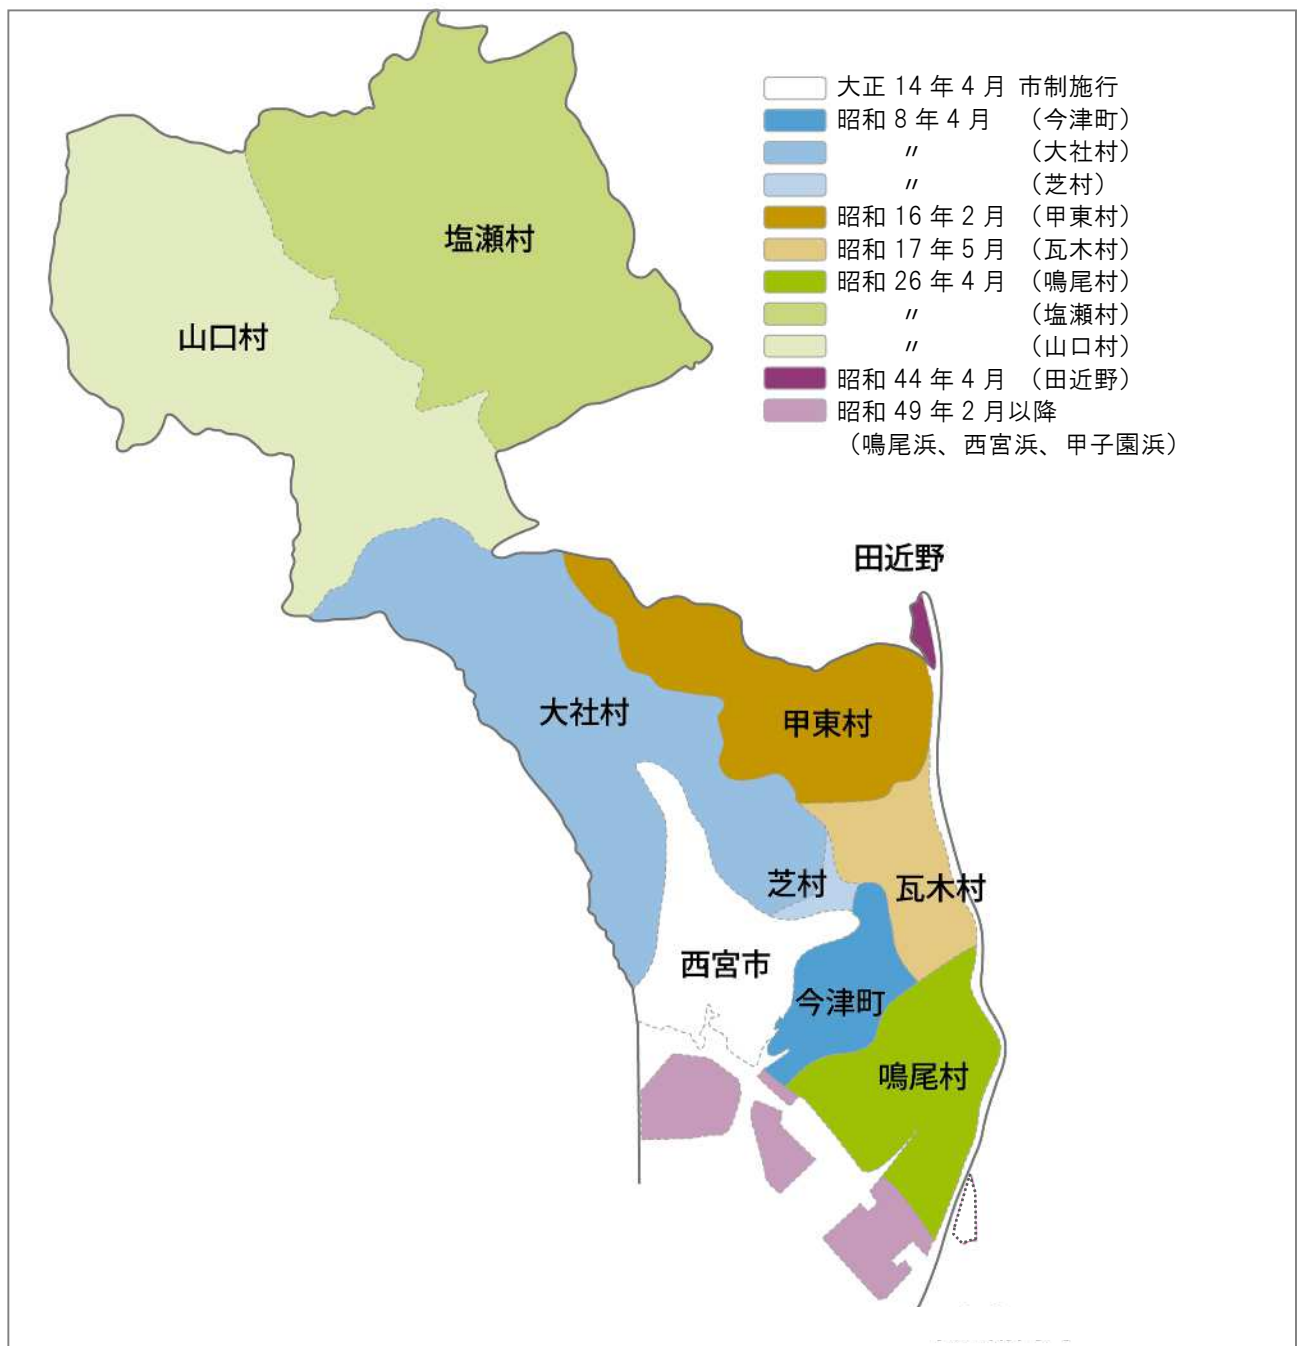 大正 14 年 4 月 市制施行
昭和 8 年 4 月 （今津町）
〃 （大社村）
〃 （芝村）
昭和 16 年 2 月 （甲東村）
昭和 17 年 5 月 （瓦木村）
昭和 26 年 4 月 （鳴尾村）
〃 （塩瀬村）
〃 （山口村）
昭和 44 年 4 月 （田近野）
昭和 49 年 2 月以降
（鳴尾浜、西宮浜、甲子園浜）
塩瀬村
山口村
田近野
大社村
甲東村
芝村
瓦木村
西宮市
今津町
鳴尾村